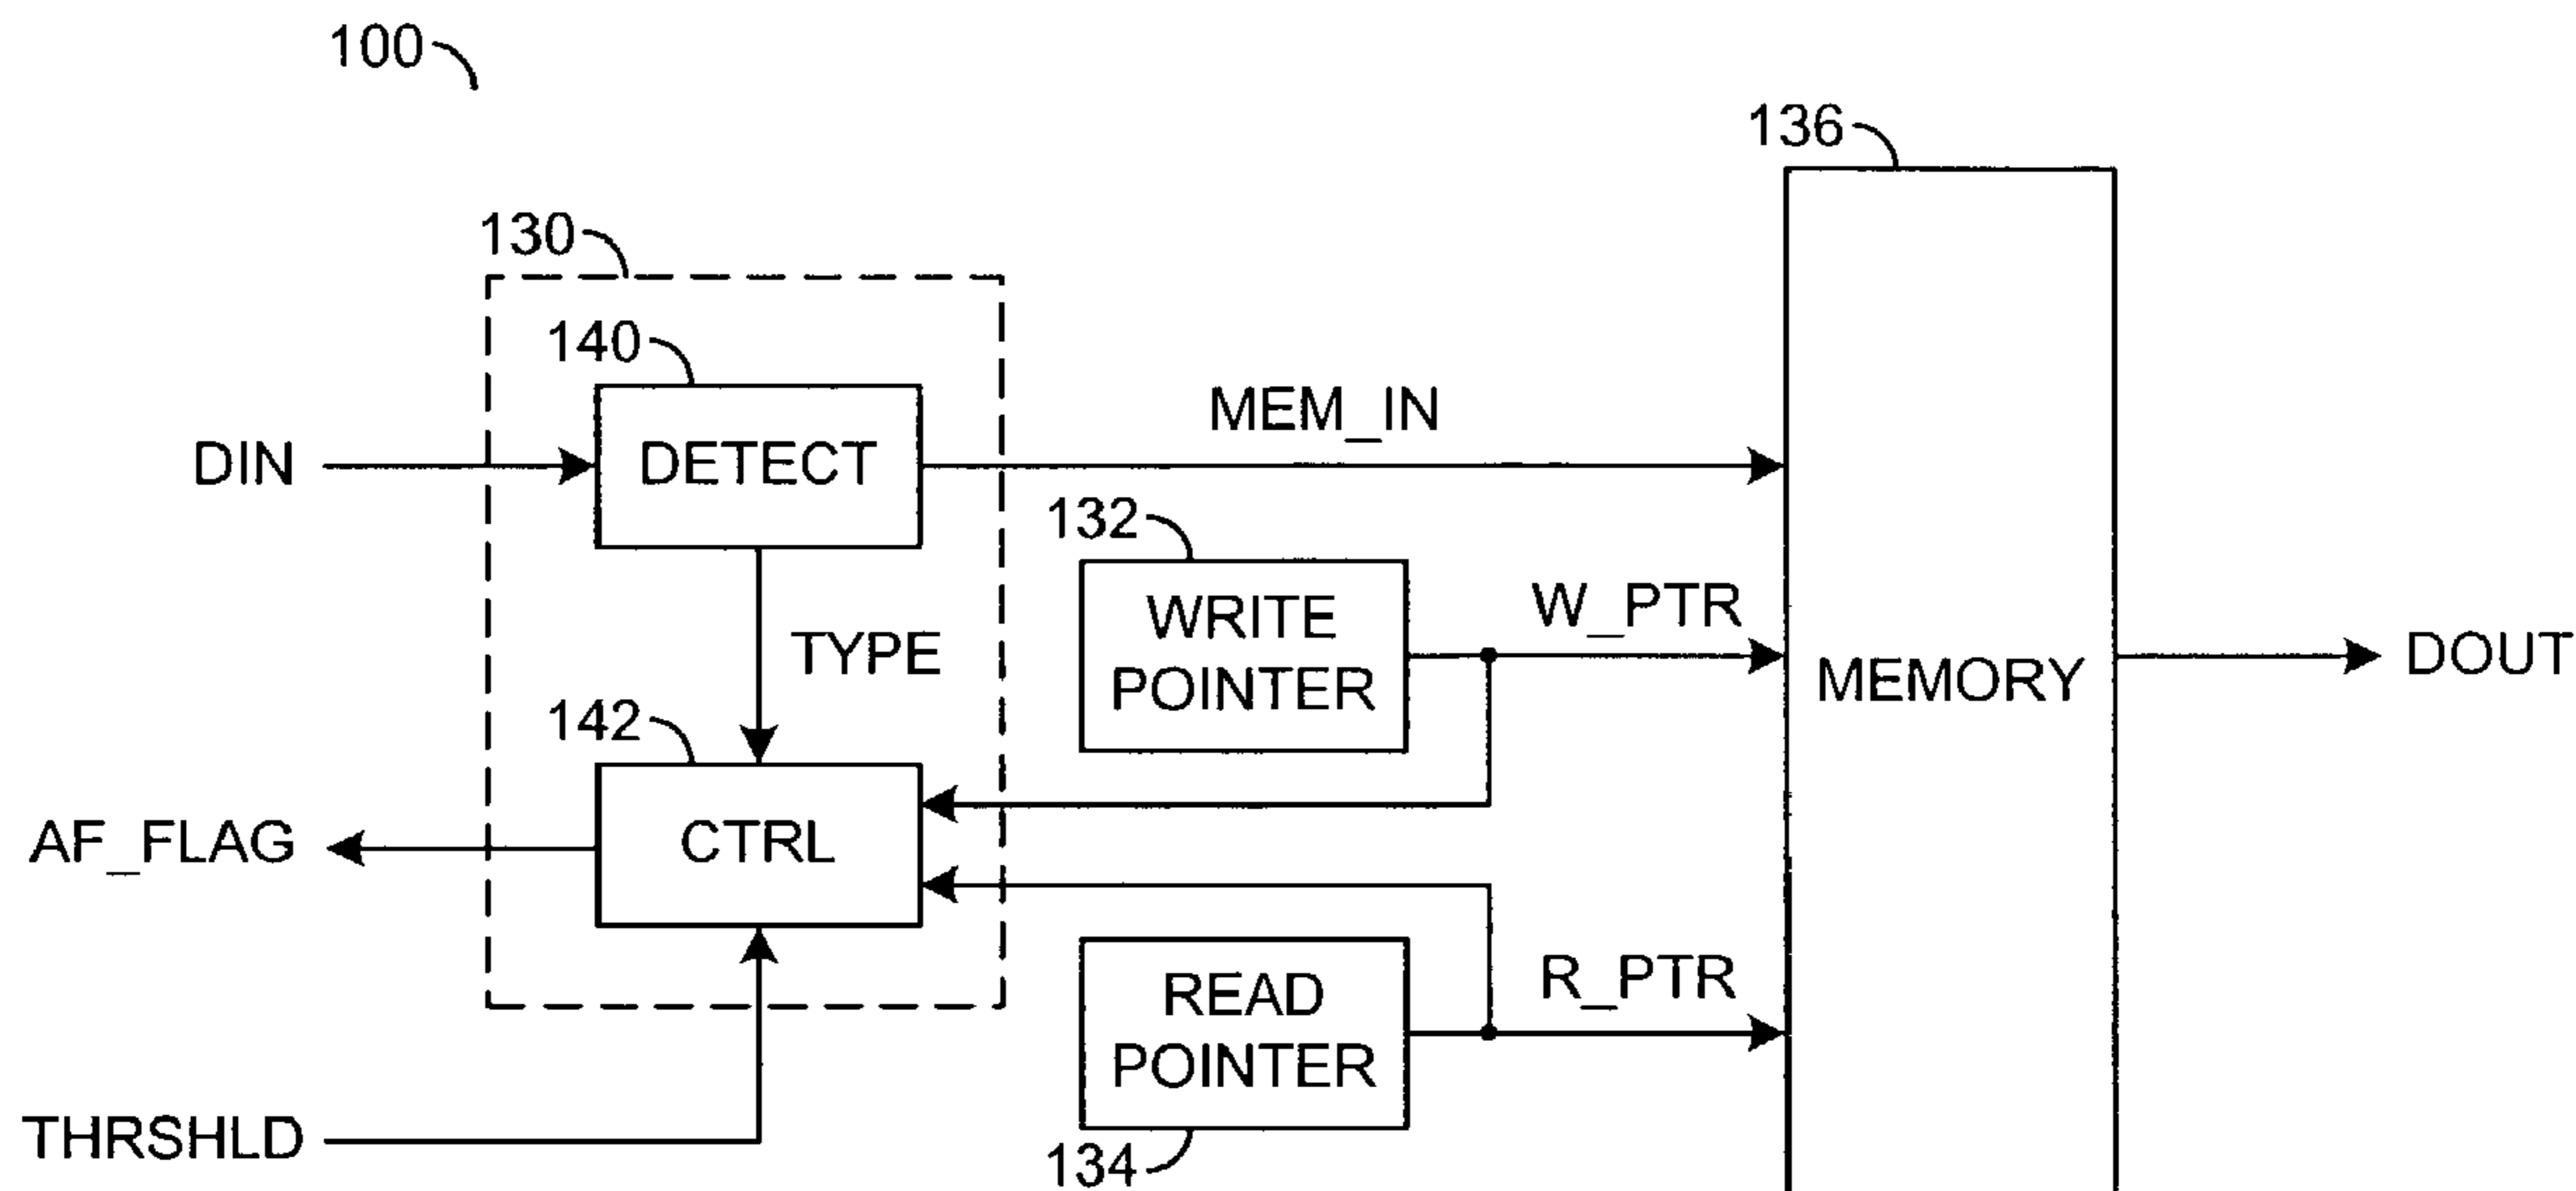 100
136
130
140
MEM_IN
DIN
DETECT
132
WRITE
POINTER
W_PTR
TYPE
MEMORY
DOUT
142
AF_FLAG
CTRL
READ
POINTER
R_PTR
THRSHLD
134